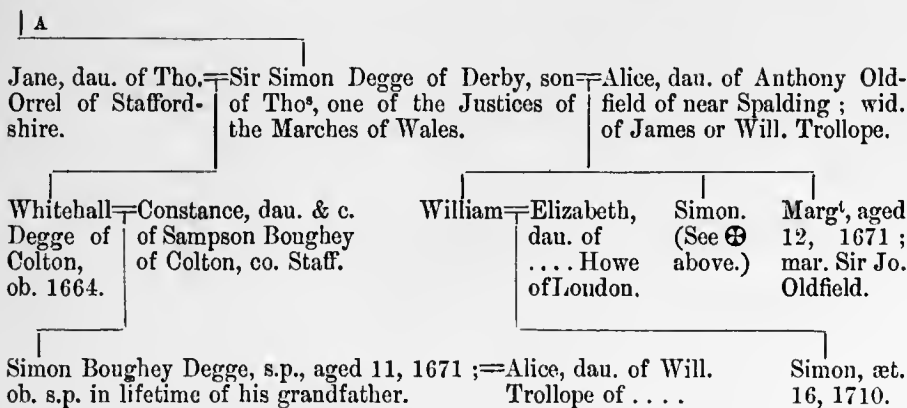 A
Jane, dau. of Tho.
Orrel of Stafford-
shire.
Sir Simon Degge of Derby, son
of Thoˢ, one of the Justices of
the Marches of Wales.
Alice, dau. of Anthony Old-
field of near Spalding ; wid.
of James or Will. Trollope.
Whitehall
Degge of
Colton,
ob. 1664.
Constance, dau. & c.
of Sampson Boughey
of Colton, co. Staff.
William
Elizabeth,
dau. of
.... Howe
of London.
Simon.
(See ✠
above.)
Margᵗ, aged
12, 1671 ;
mar. Sir Jo.
Oldfield.
Simon Boughey Degge, s.p., aged 11, 1671 ;
ob. s.p. in lifetime of his grandfather.
Alice, dau. of Will.
Trollope of ....
Simon, æt.
16, 1710.